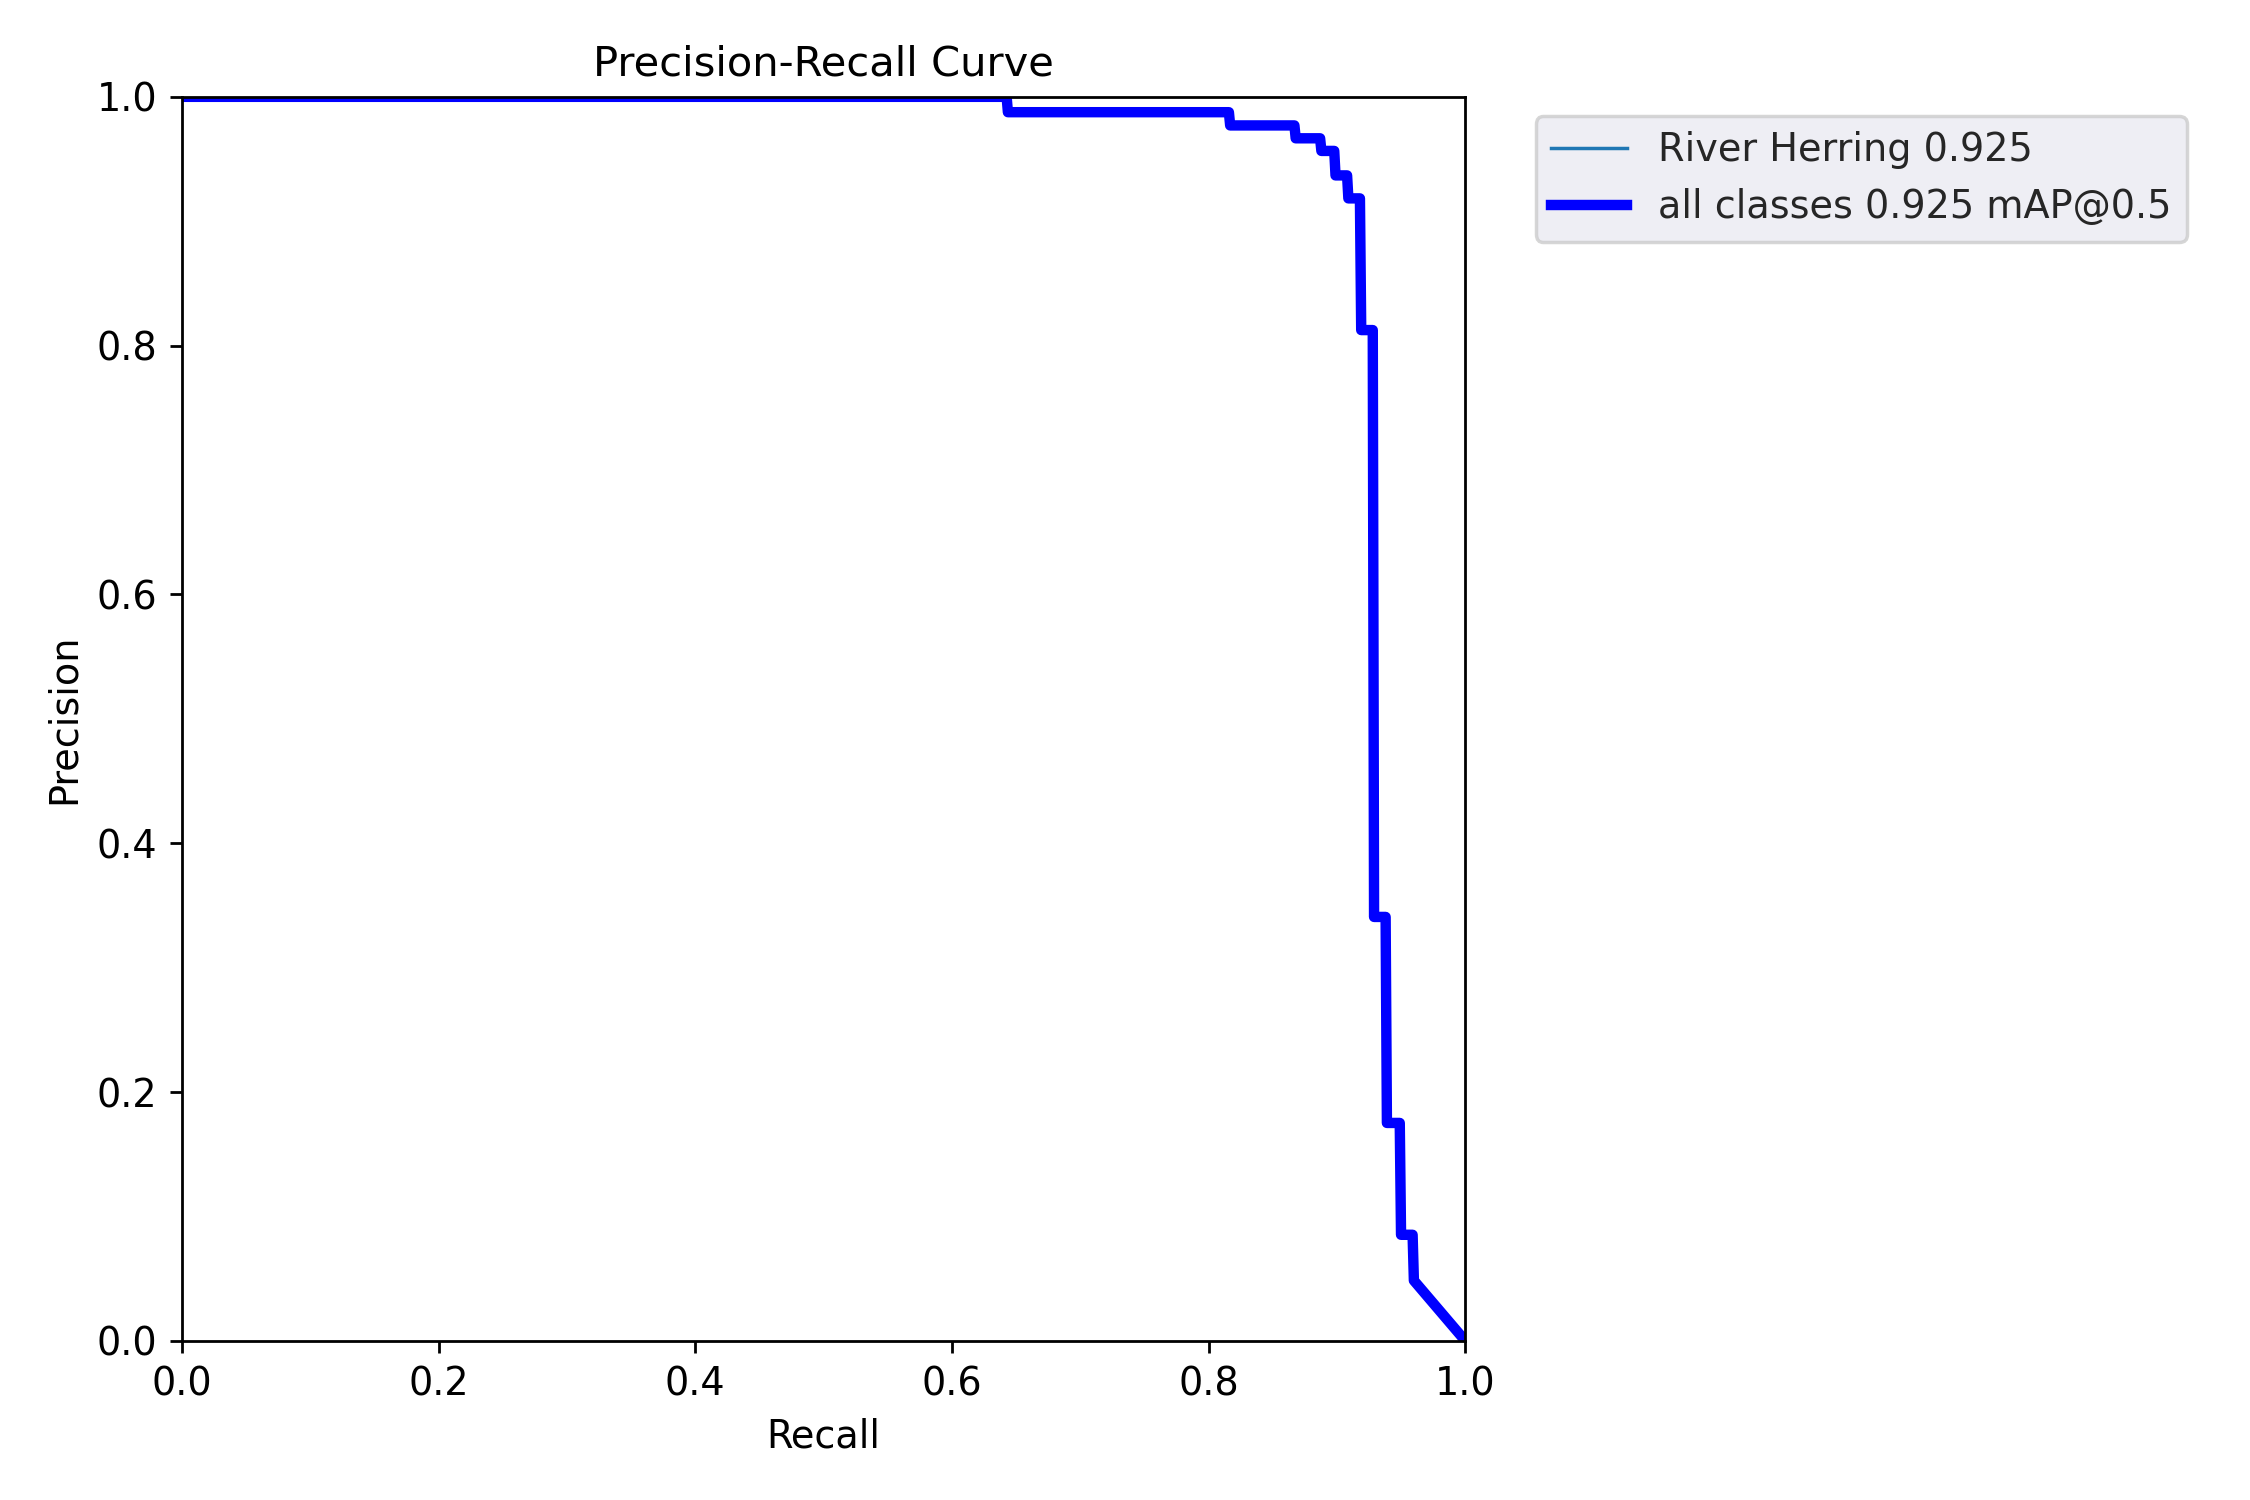 Precision-Recall Curve
1.0
0.8
0.6
0.4
0.2
0.0
Precision
0.0 0.2 0.4 0.6 0.8 1.0
Recall
River Herring 0.925
all classes 0.925 mAP@0.5